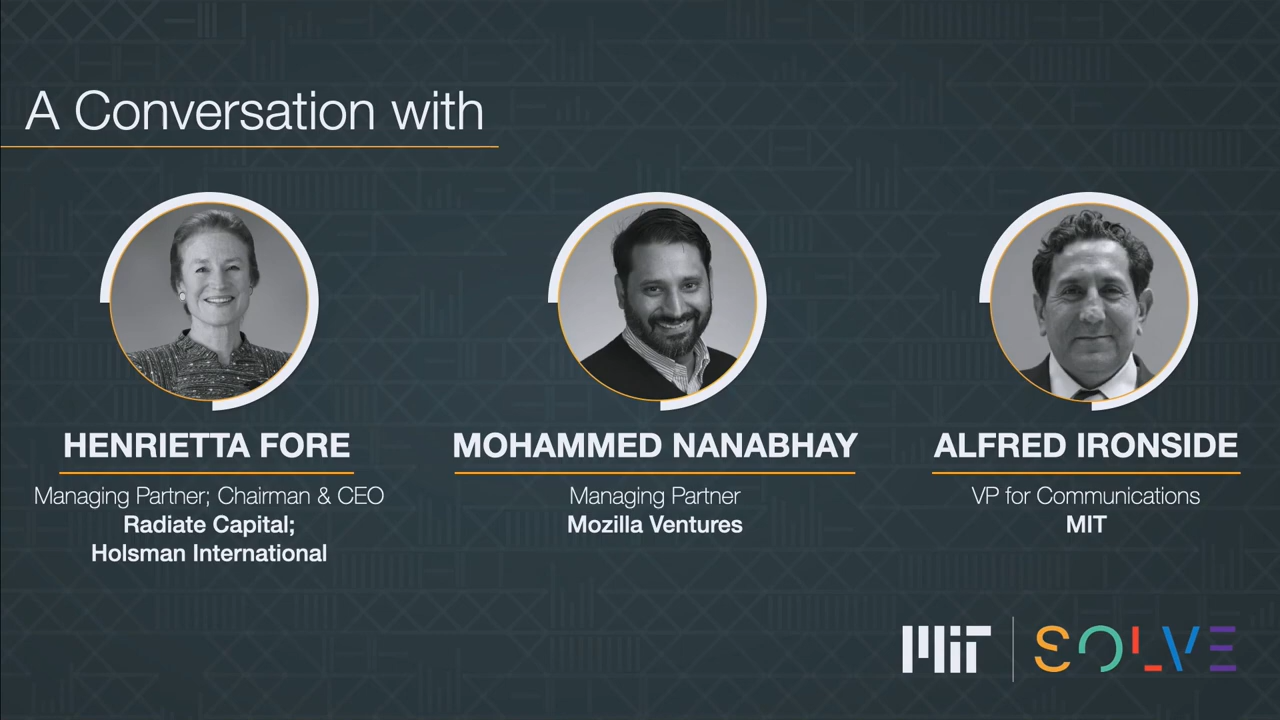 A Conversation with
HENRIETTA FORE
Managing Partner; Chairman & CEO
Radiate Capital;
Holsman International
MOHAMMED NANABHAY
Managing Partner
Mozilla Ventures
ALFRED IRONSIDE
VP for Communications
MIT
MIT SOLVE